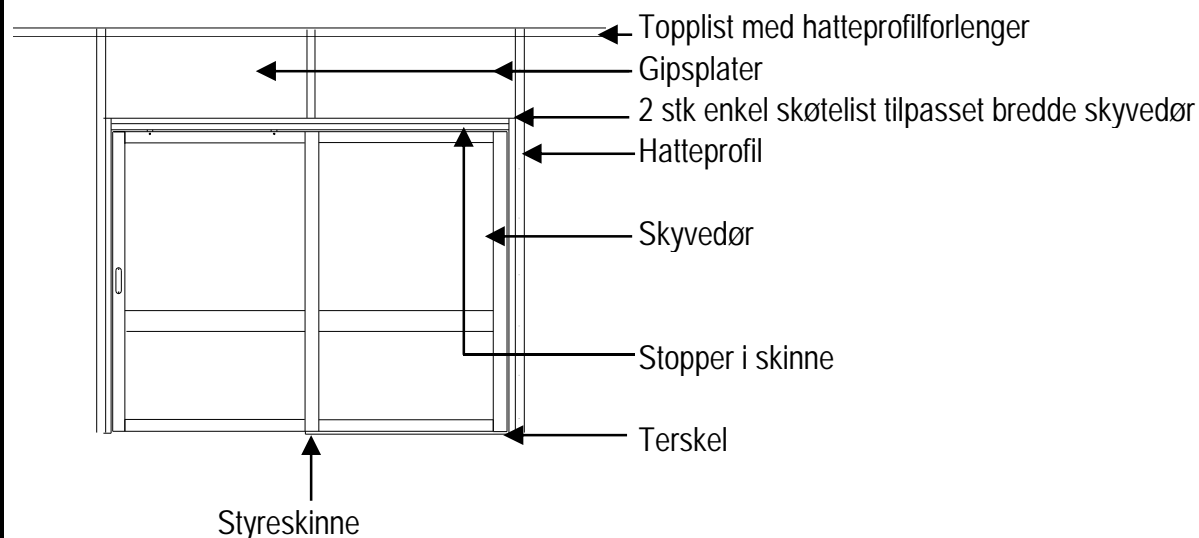 Topplist med hatteprofilforlenger
Gipsplater
2 stk enkel skøtelist tilpasset bredde skyvedør
Hatteprofil
Skyvedør
Stopper i skinne
Terskel
Styreskinne